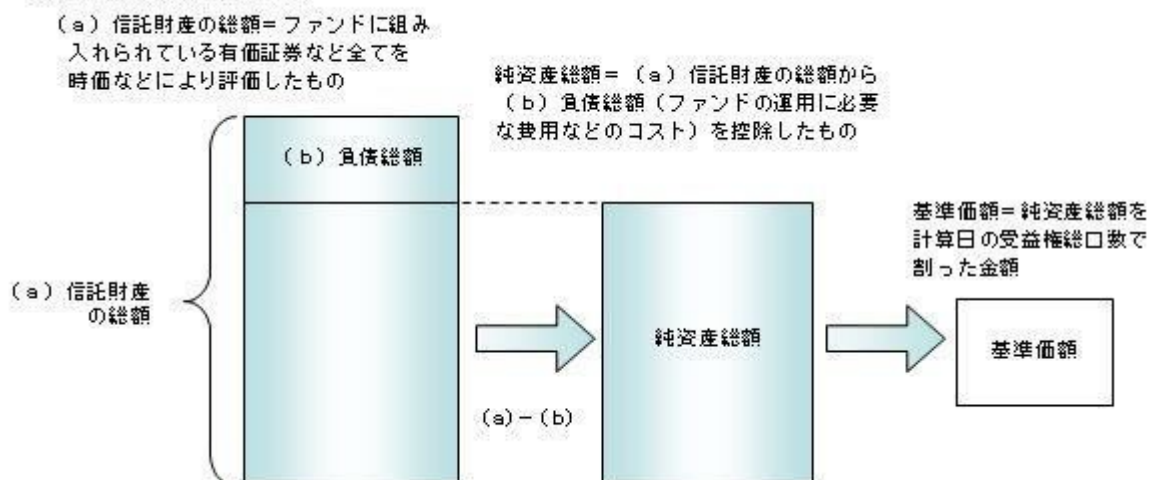 (a)信託財産の総額=ファンドに組み
入れられている有価証券など全てを
時価などにより評価したもの
純資産総額=(a)信託財産の総額から
(b)負債総額(ファンドの運用に必要
な費用などのコスト)を控除したもの
(b)負債総額
基準価額=純資産総額を
計算日の受益権総口数で
割った金額
(a)信託財産
の総額
純資産総額
基準価額
(a)-(b)